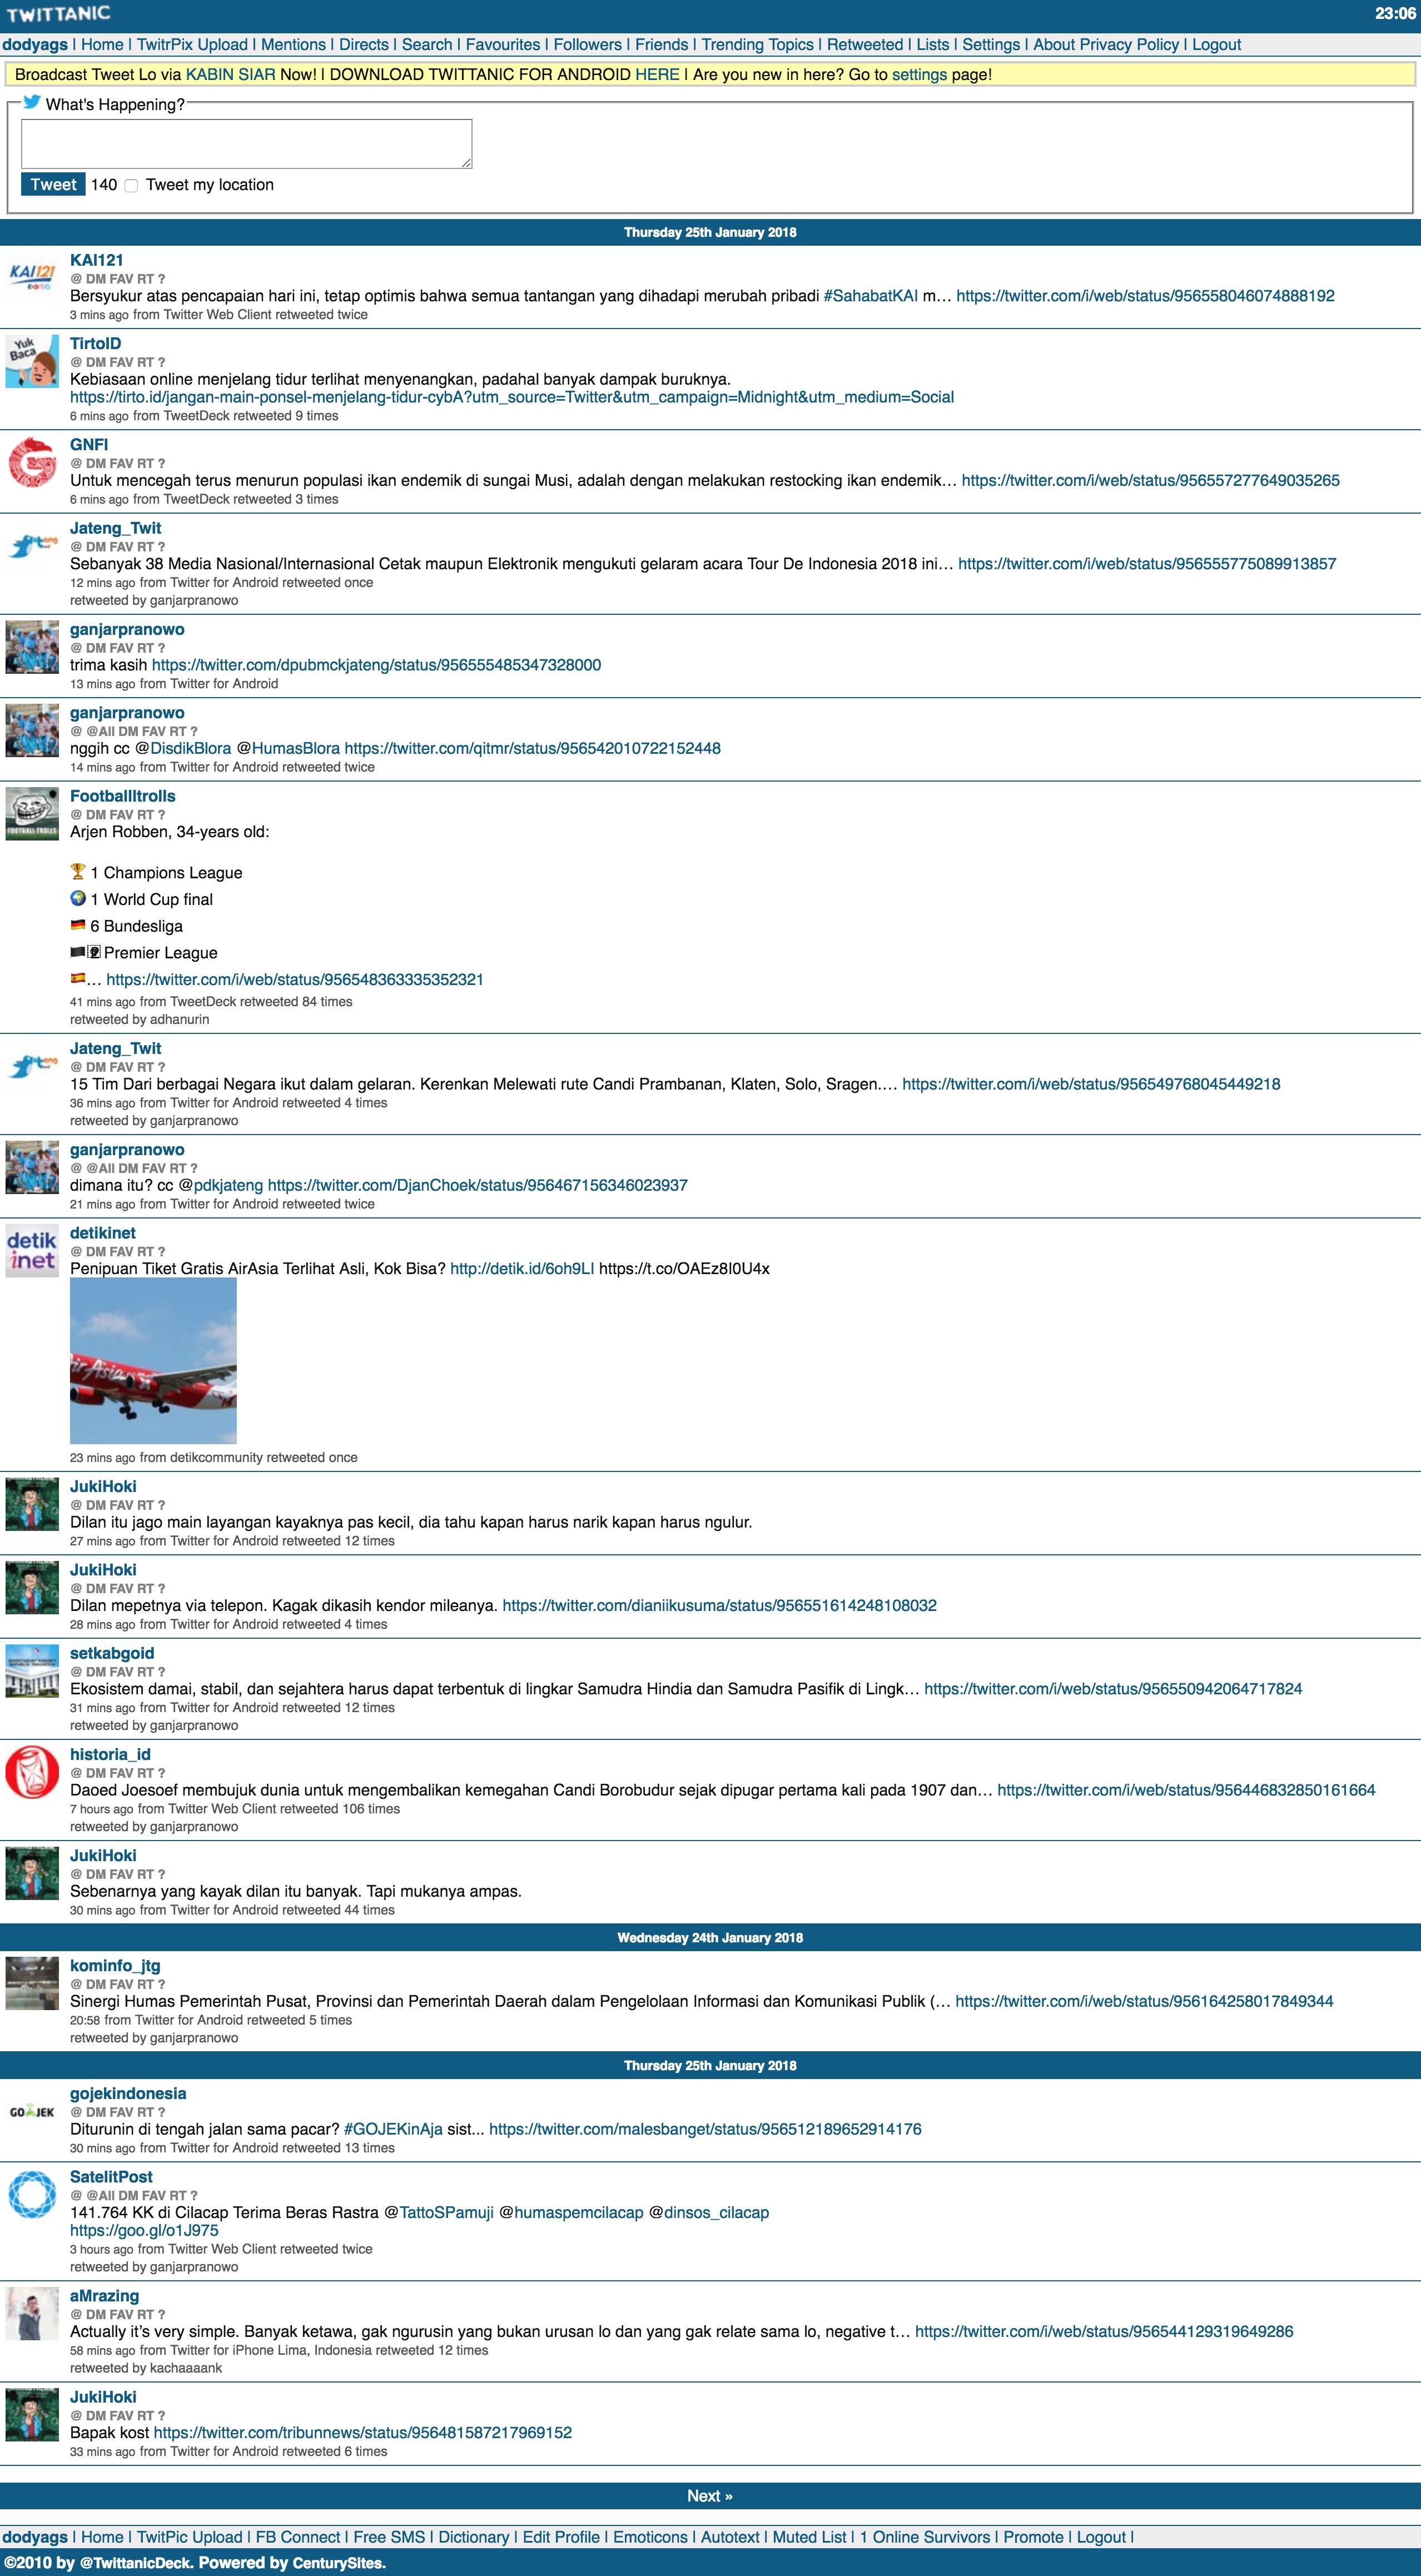 TWITTANIC
23:06
dodyags | Home | TwitrPix Upload | Mentions | Directs | Search | Favourites | Followers | Friends | Trending Topics | Retweeted | Lists | Settings | About Privacy Policy | Logout
Broadcast Tweet Lo via KABIN SIAR Now! | DOWNLOAD TWITTANIC FOR ANDROID HERE | Are you new in here? Go to settings page!
What's Happening?
Tweet 140 Tweet my location
Thursday 25th January 2018
KAI121
KAI121
@ DM FAV RT ?
Bersyukur atas pencapaian hari ini, tetap optimis bahwa semua tantangan yang dihadapi merubah pribadi #SahabatKAI m… https://twitter.com/i/web/status/956558046074888192
3 mins ago from Twitter Web Client retweeted twice
Yuk
Baca
TirtoID
@ DM FAV RT ?
Kebiasaan online menjelang tidur terlihat menyenangkan, padahal banyak dampak buruknya.
https://tirto.id/jangan-main-ponsel-menjelang-tidur-cybA?utm_source=Twitter&utm_campaign=Midnight&utm_medium=Social
6 mins ago from TweetDeck retweeted 9 times
GNFI
@ DM FAV RT ?
Untuk mencegah terus menurun populasi ikan endemik di sungai Musi, adalah dengan melakukan restocking ikan endemik… https://twitter.com/i/web/status/956557277649035265
6 mins ago from TweetDeck retweeted 3 times
Jateng_Twit
@ DM FAV RT ?
Sebanyak 38 Media Nasional/Internasional Cetak maupun Elektronik mengukuti gelaram acara Tour De Indonesia 2018 ini… https://twitter.com/i/web/status/956555775089913857
12 mins ago from Twitter for Android retweeted once
retweeted by ganjarpranowo
ganjarpranowo
@ DM FAV RT ?
trima kasih https://twitter.com/dpubmckjateng/status/956555485347328000
13 mins ago from Twitter for Android
ganjarpranowo
@ @All DM FAV RT ?
nggih cc @DisdikBlora @HumasBlora https://twitter.com/qitmr/status/956542010722152448
14 mins ago from Twitter for Android retweeted twice
FOOTBALL TROLLS
Footballltrolls
@ DM FAV RT ?
Arjen Robben, 34-years old:
🏆 1 Champions League
🌍 1 World Cup final
🇩🇪 6 Bundesliga
Premier League
🇪🇸… https://twitter.com/i/web/status/956548363335352321
41 mins ago from TweetDeck retweeted 84 times
retweeted by adhanurin
Jateng_Twit
@ DM FAV RT ?
15 Tim Dari berbagai Negara ikut dalam gelaran. Kerenkan Melewati rute Candi Prambanan, Klaten, Solo, Sragen.… https://twitter.com/i/web/status/956549768045449218
36 mins ago from Twitter for Android retweeted 4 times
retweeted by ganjarpranowo
ganjarpranowo
@ @All DM FAV RT ?
dimana itu? cc @pdkjateng https://twitter.com/DjanChoek/status/956467156346023937
21 mins ago from Twitter for Android retweeted twice
detik
inet
detikinet
@ DM FAV RT ?
Penipuan Tiket Gratis AirAsia Terlihat Asli, Kok Bisa? http://detik.id/6oh9LI https://t.co/OAEz8I0U4x
Air Asia
23 mins ago from detikcommunity retweeted once
JukiHoki
@ DM FAV RT ?
Dilan itu jago main layangan kayaknya pas kecil, dia tahu kapan harus narik kapan harus ngulur.
27 mins ago from Twitter for Android retweeted 12 times
JukiHoki
@ DM FAV RT ?
Dilan mepetnya via telepon. Kagak dikasih kendor mileanya. https://twitter.com/dianiikusuma/status/956551614248108032
28 mins ago from Twitter for Android retweeted 4 times
setkabgoid
@ DM FAV RT ?
Ekosistem damai, stabil, dan sejahtera harus dapat terbentuk di lingkar Samudra Hindia dan Samudra Pasifik di Lingk… https://twitter.com/i/web/status/956550942064717824
31 mins ago from Twitter for Android retweeted 12 times
retweeted by ganjarpranowo
historia_id
@ DM FAV RT ?
Daoed Joesoef membujuk dunia untuk mengembalikan kemegahan Candi Borobudur sejak dipugar pertama kali pada 1907 dan… https://twitter.com/i/web/status/956446832850161664
7 hours ago from Twitter Web Client retweeted 106 times
retweeted by ganjarpranowo
JukiHoki
@ DM FAV RT ?
Sebenarnya yang kayak dilan itu banyak. Tapi mukanya ampas.
30 mins ago from Twitter for Android retweeted 44 times
Wednesday 24th January 2018
kominfo_jtg
@ DM FAV RT ?
Sinergi Humas Pemerintah Pusat, Provinsi dan Pemerintah Daerah dalam Pengelolaan Informasi dan Komunikasi Publik (… https://twitter.com/i/web/status/956164258017849344
20:58 from Twitter for Android retweeted 5 times
retweeted by ganjarpranowo
Thursday 25th January 2018
GO-JEK
gojekindonesia
@ DM FAV RT ?
Diturunin di tengah jalan sama pacar? #GOJEKinAja sist... https://twitter.com/malesbanget/status/956512189652914176
30 mins ago from Twitter for Android retweeted 13 times
SatelitPost
@ @All DM FAV RT ?
141.764 KK di Cilacap Terima Beras Rastra @TattoSPamuji @humaspemcilacap @dinsos_cilacap
https://goo.gl/o1J975
3 hours ago from Twitter Web Client retweeted twice
retweeted by ganjarpranowo
aMrazing
@ DM FAV RT ?
Actually it’s very simple. Banyak ketawa, gak ngurusin yang bukan urusan lo dan yang gak relate sama lo, negative t… https://twitter.com/i/web/status/956544129319649286
58 mins ago from Twitter for iPhone Lima, Indonesia retweeted 12 times
retweeted by kachaaaank
JukiHoki
@ DM FAV RT ?
Bapak kost https://twitter.com/tribunnews/status/956481587217969152
33 mins ago from Twitter for Android retweeted 6 times
Next »
dodyags | Home | TwitPic Upload | FB Connect | Free SMS | Dictionary | Edit Profile | Emoticons | Autotext | Muted List | 1 Online Survivors | Promote | Logout |
©2010 by @TwittanicDeck. Powered by CenturySites.